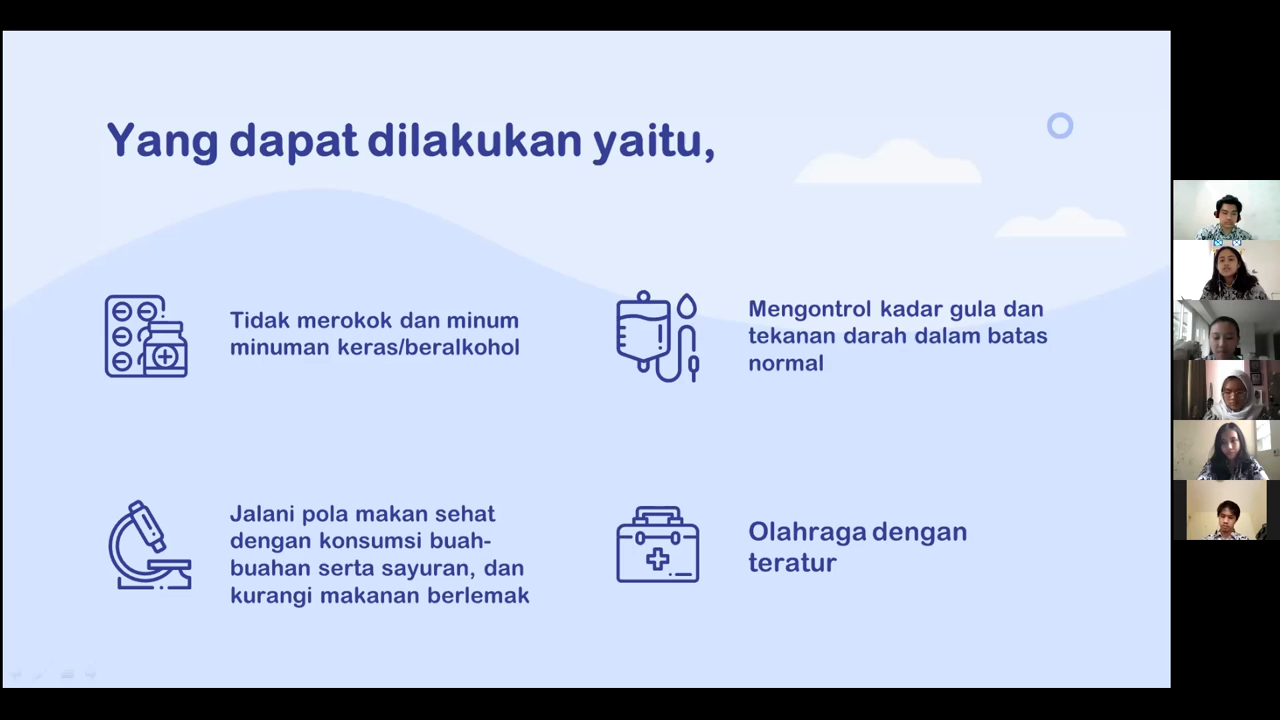 Yang dapat dilakukan yaitu,
Tidak merokok dan minum
minuman keras/beralkohol
Mengontrol kadar gula dan
tekanan darah dalam batas
normal
Jalani pola makan sehat
dengan konsumsi buah-
buahan serta sayuran, dan
kurangi makanan berlemak
Olahraga dengan
teratur